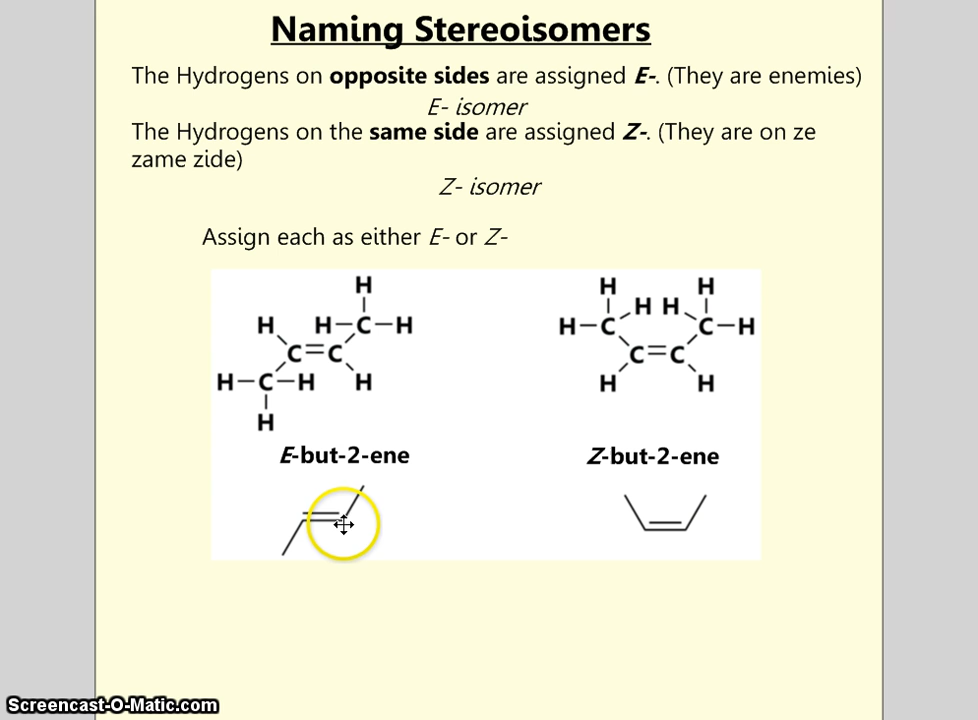 Naming Stereoisomers
The Hydrogens on opposite sides are assigned E-. (They are enemies)
E- isomer
The Hydrogens on the same side are assigned Z-. (They are on ze
zame zide)
Z- isomer
Assign each as either E- or Z-
H
H H–C–H
C=C
H–C–H H
H
H H
H–C H H C–H
C=C
H H
E-but-2-ene
Z-but-2-ene
Screencast-O-Matic.com